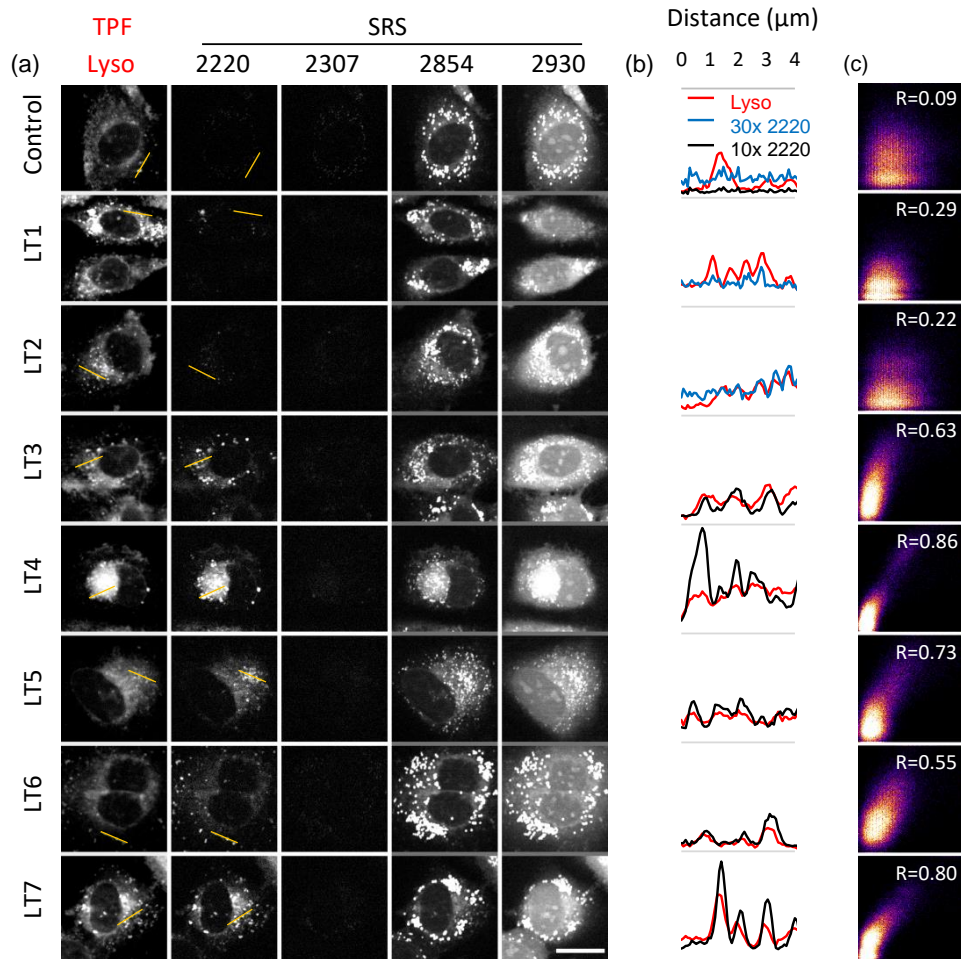 Distance (μm)
TPF SRS
(a) Lyso 2220 2307 2854 2930 (b) 0 1 2 3 4 (c)
Control
Lyso
30x 2220
10x 2220
R=0.09
LT1
R=0.29
LT2
R=0.22
LT3
R=0.63
LT4
R=0.86
LT5
R=0.73
LT6
R=0.55
LT7
R=0.80